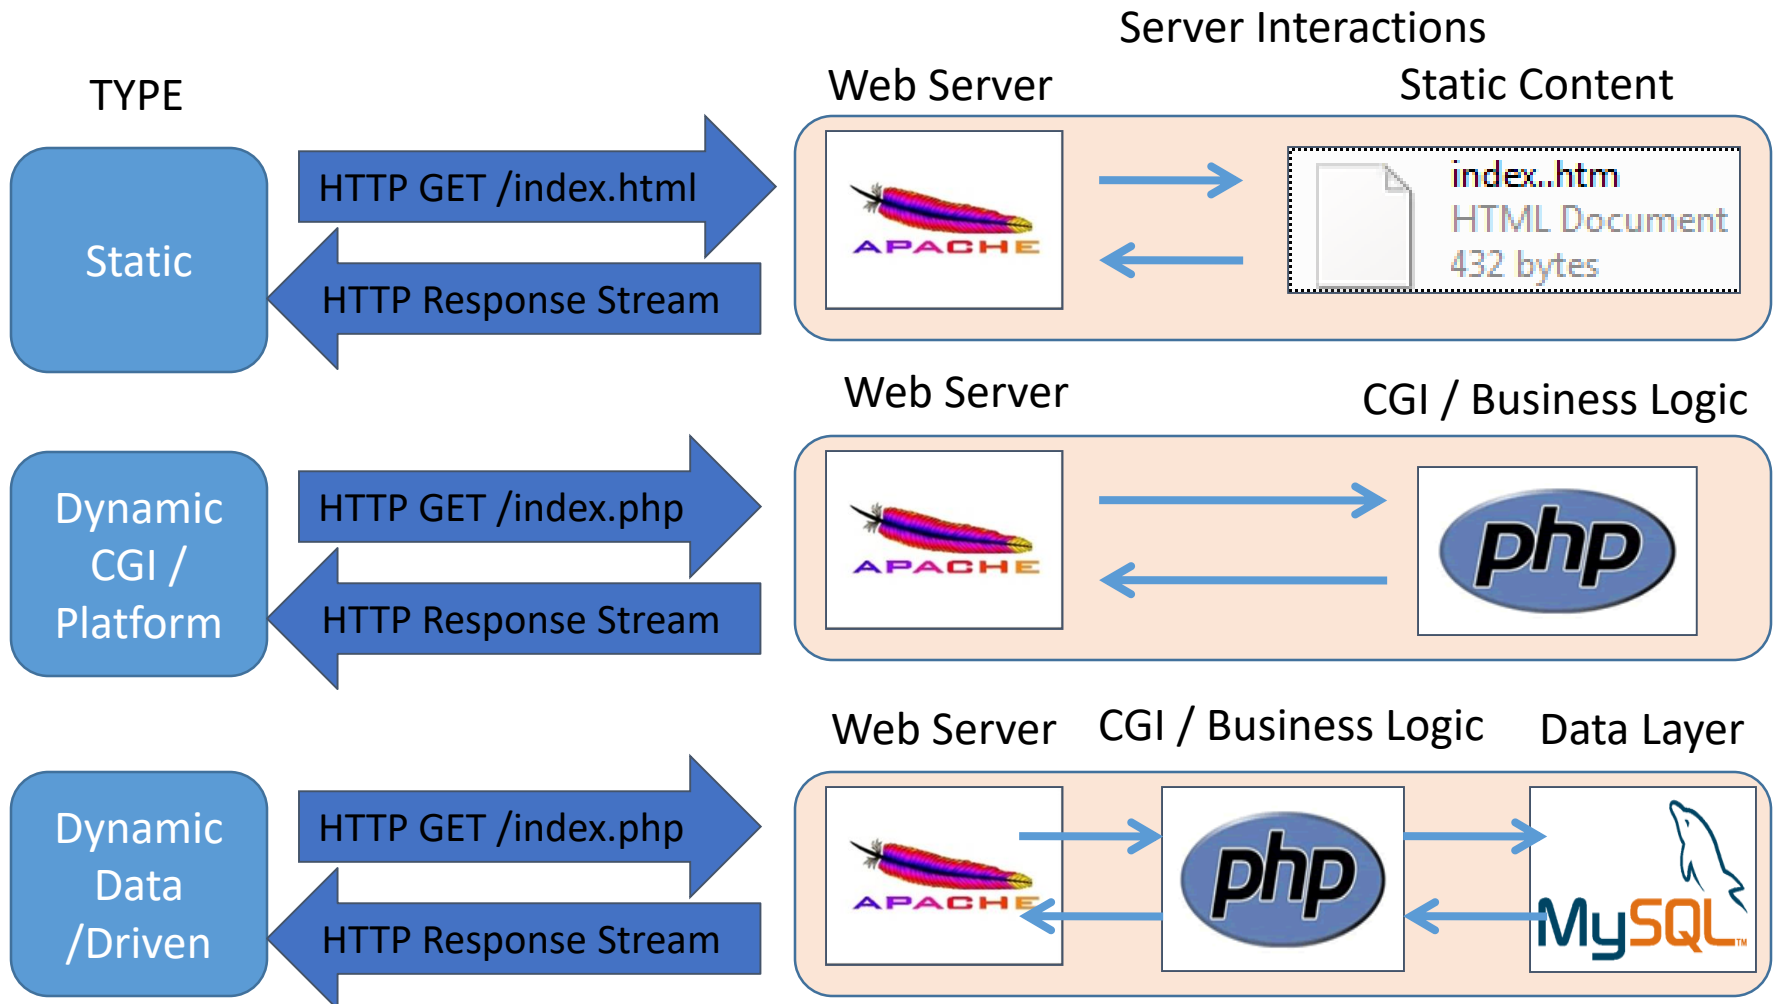 Server Interactions
TYPE
Web Server
Static Content
Static
HTTP GET /index.html
HTTP Response Stream
APACHE
index..htm
HTML Document
432 bytes
Web Server
CGI / Business Logic
Dynamic
CGI /
Platform
HTTP GET /index.php
HTTP Response Stream
APACHE
php
Web Server
CGI / Business Logic
Data Layer
Dynamic
Data
/Driven
HTTP GET /index.php
HTTP Response Stream
APACHE
php
MySQL™